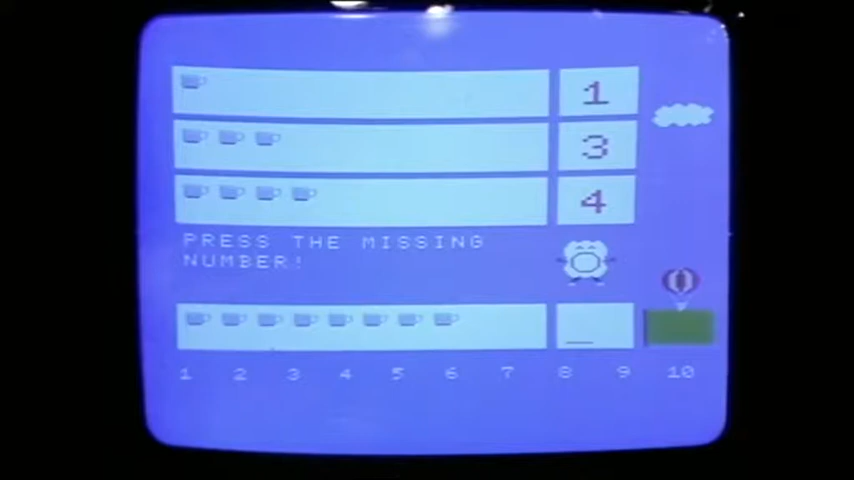 1
3
4
PRESS THE MISSING
NUMBER!
1 2 3 4 5 6 7 8 9 10